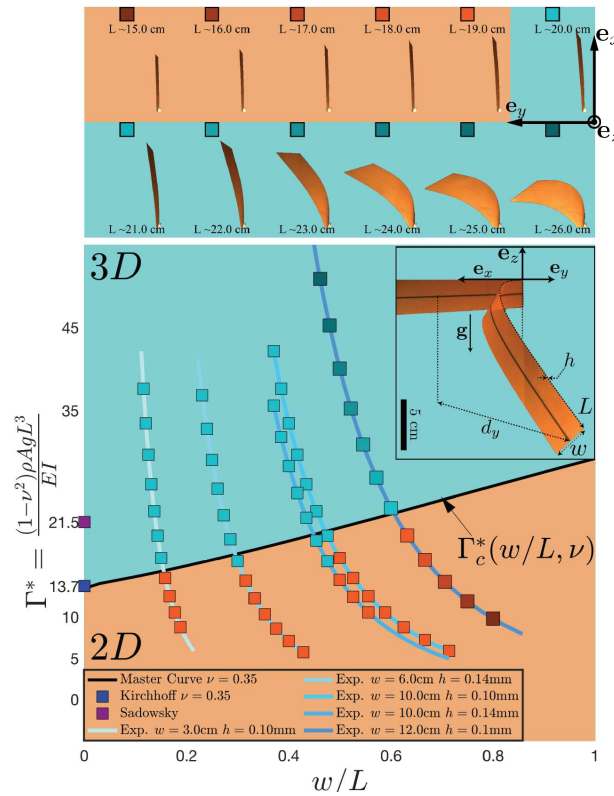 L ~15.0 cm L ~16.0 cm L ~17.0 cm L ~18.0 cm L ~19.0 cm L ~20.0 cm
e_x
e_y
L ~21.0 cm L ~22.0 cm L ~23.0 cm L ~24.0 cm L ~25.0 cm L ~26.0 cm
3D
e_z
e_x e_y
g
h
5 cm
d_y
L
w
45
35
21.5
13.7
10
5
0
Γ* = (1−ν²)ρAgL³ / EI
Γ*_c(w/L, ν)
2D
Master Curve ν = 0.35
Kirchhoff ν = 0.35
Sadowsky
Exp. w = 3.0cm h = 0.10mm
Exp. w = 6.0cm h = 0.14mm
Exp. w = 10.0cm h = 0.10mm
Exp. w = 10.0cm h = 0.14mm
Exp. w = 12.0cm h = 0.1mm
0 0.2 0.4 0.6 0.8 1
w/L